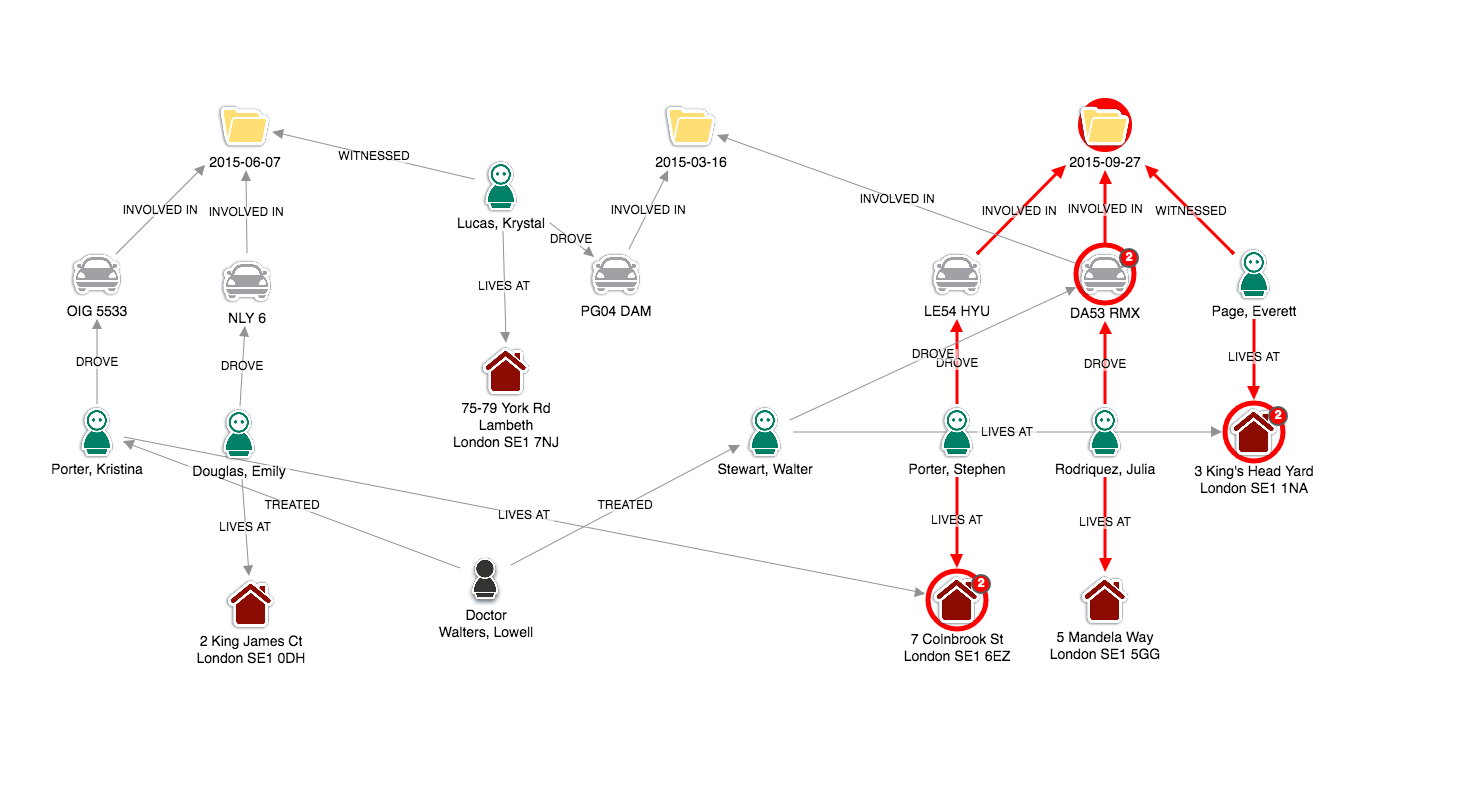 2015-06-07
2015-03-16
2015-09-27
WITNESSED
INVOLVED IN
INVOLVED IN
Lucas, Krystal
DROVE
INVOLVED IN
INVOLVED IN
INVOLVED IN
INVOLVED IN
WITNESSED
2
OIG 5533
NLY 6
LIVES AT
PG04 DAM
LE54 HYU
DA53 RMX
Page, Everett
DROVE
DROVE
DROVE
DROVE
DROVE
LIVES AT
75-79 York Rd
Lambeth
London SE1 7NJ
2
LIVES AT
Porter, Kristina
Douglas, Emily
Stewart, Walter
Porter, Stephen
Rodriquez, Julia
3 King's Head Yard
London SE1 1NA
TREATED
LIVES AT
TREATED
LIVES AT
LIVES AT
LIVES AT
2
Doctor
Walters, Lowell
2 King James Ct
London SE1 0DH
7 Colnbrook St
London SE1 6EZ
5 Mandela Way
London SE1 5GG